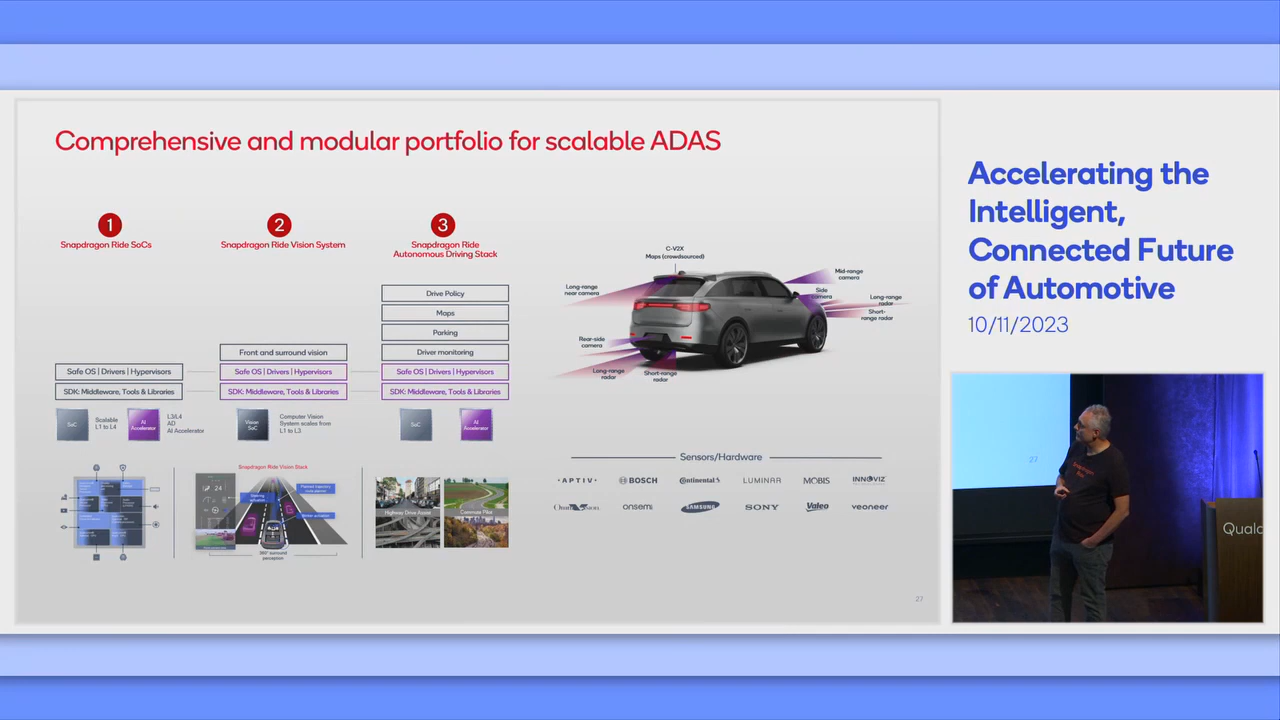 Comprehensive and modular portfolio for scalable ADAS
1
Snapdragon Ride SoCs
2
Snapdragon Ride Vision System
3
Snapdragon Ride
Autonomous Driving Stack
Drive Policy
Maps
Parking
Driver monitoring
Front and surround vision
Safe OS | Drivers | Hypervisors
Safe OS | Drivers | Hypervisors
Safe OS | Drivers | Hypervisors
SDK: Middleware, Tools & Libraries
SDK: Middleware, Tools & Libraries
SDK: Middleware, Tools & Libraries
SoC
Scalable
L1 to L4
AI
Accelerator
L3/L4
AD
AI Accelerator
Vision
SoC
Computer Vision
System scales from
L1 to L3
SoC
AI
Accelerator
Snapdragon Ride Vision Stack
24
360° surround
perception
Highway Drive Assist
Commute Pilot
C-V2X
Maps (crowdsourced)
Long-range
near camera
Mid-range
camera
Side
camera
Long-range
radar
Short-
range radar
Rear-side
camera
Long-range
radar
Short-range
radar
Sensors/Hardware
APTIV
BOSCH
Continental
LUMINAR
MOBIS
INNOVIZ
OmniVision
onsemi
SAMSUNG
SONY
Valeo
veoneer
27
Accelerating the
Intelligent,
Connected Future
of Automotive
10/11/2023
27
Qualc